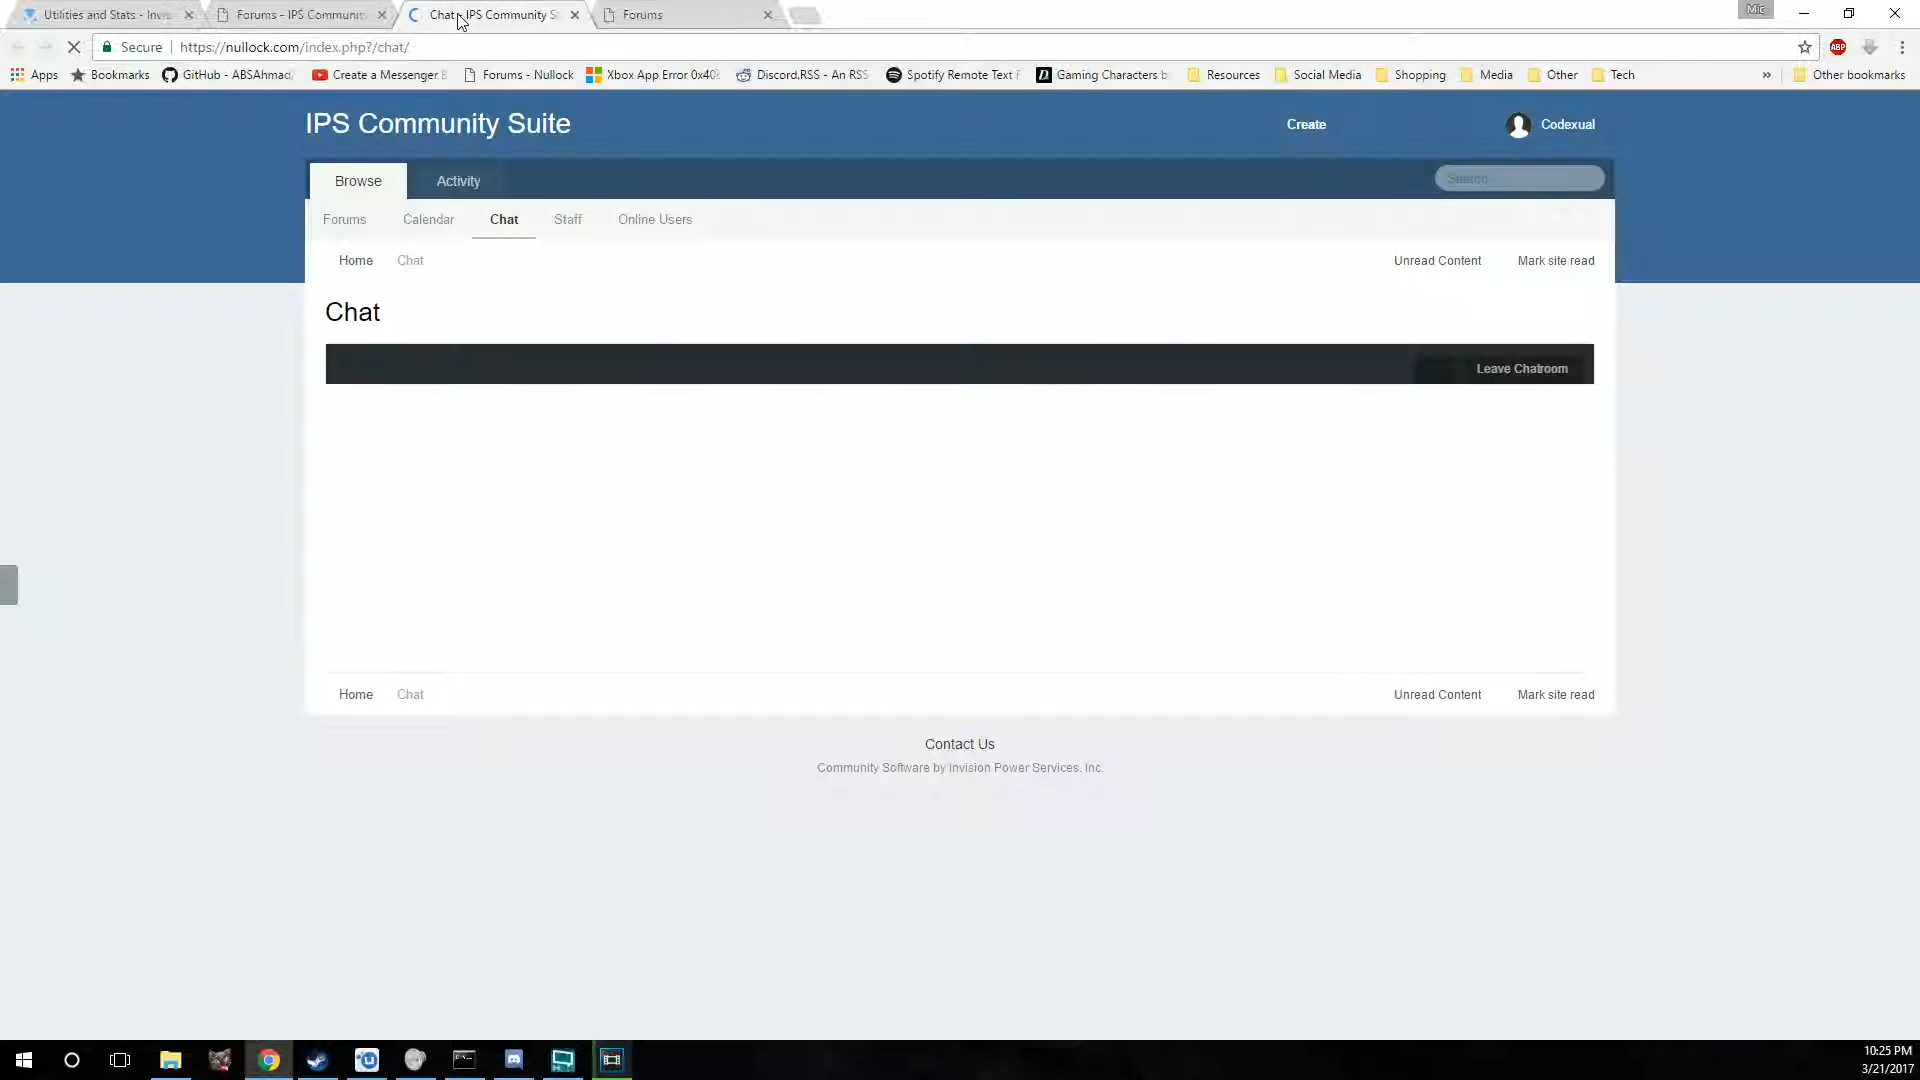 Utilities and Stats - Invi
Forums - IPS Communit
Chat - IPS Community S
Forums
Mic
Secure
https://nullock.com/index.php?/chat/
ABP
Apps
Bookmarks
GitHub - ABSAhmad
Create a Messenger B
Forums - Nullock
Xbox App Error 0x40
Discord.RSS - An RSS
Spotify Remote Text
Gaming Characters b
Resources
Social Media
Shopping
Media
Other
Tech
»
Other bookmarks
IPS Community Suite
Create
Codexual
Browse
Activity
Search...
Forums
Calendar
Chat
Staff
Online Users
Home
Chat
Unread Content
Mark site read
Chat
Leave Chatroom
Home
Chat
Unread Content
Mark site read
Contact Us
Community Software by Invision Power Services, Inc.
10:25 PM
3/21/2017